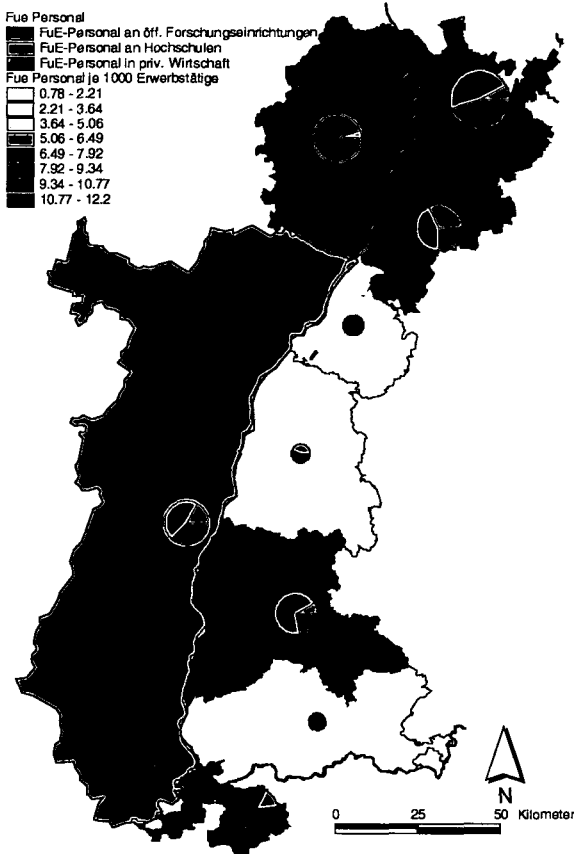 Fue Personal
FuE-Personal an öff. Forschungseinrichtungen
FuE-Personal an Hochschulen
FuE-Personal in priv. Wirtschaft
Fue Personal je 1000 Erwerbstätige
0.78 - 2.21
2.21 - 3.64
3.64 - 5.06
5.06 - 6.49
6.49 - 7.92
7.92 - 9.34
9.34 - 10.77
10.77 - 12.2
N
0 25 50 Kilometer